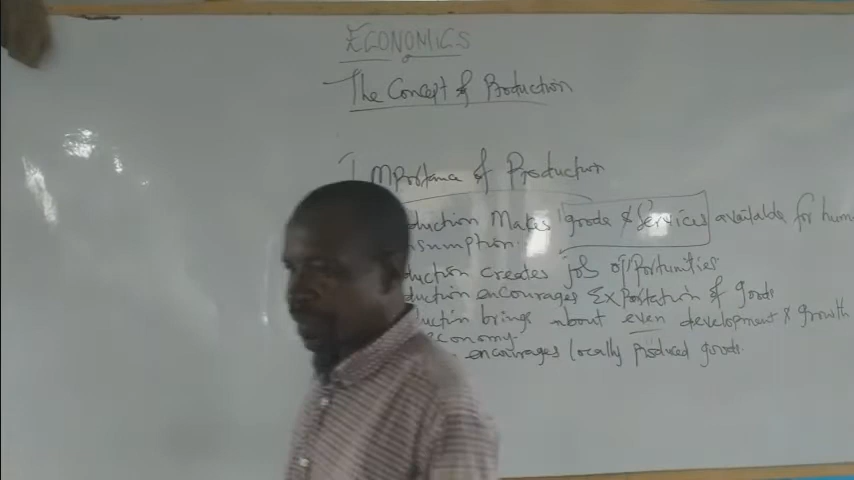 ECONOMICS
The Concept of Production
Importance of Production
duction Makes goods & Services available for hum
nsumption.
duction creates job opportunities
duction encourages Exportation of goods
uctin brings about even development & growth
economy.
encourages locally produced goods.